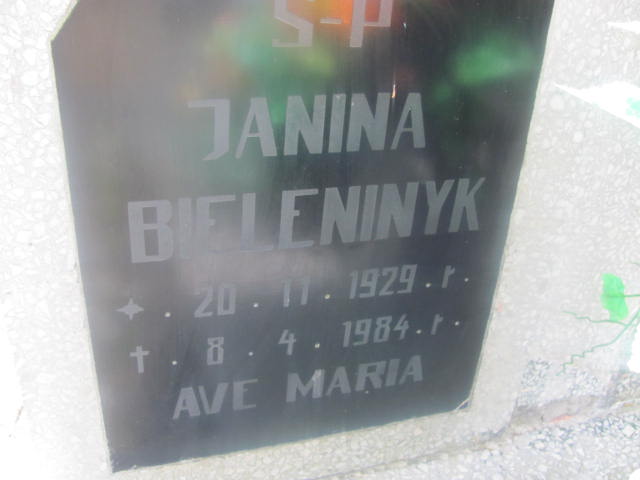 S-P
JANINA
BIELENINYK
. 20 . 11 . 1929 . r .
† . 8 . 4 . 1984 . r .
AVE MARIA